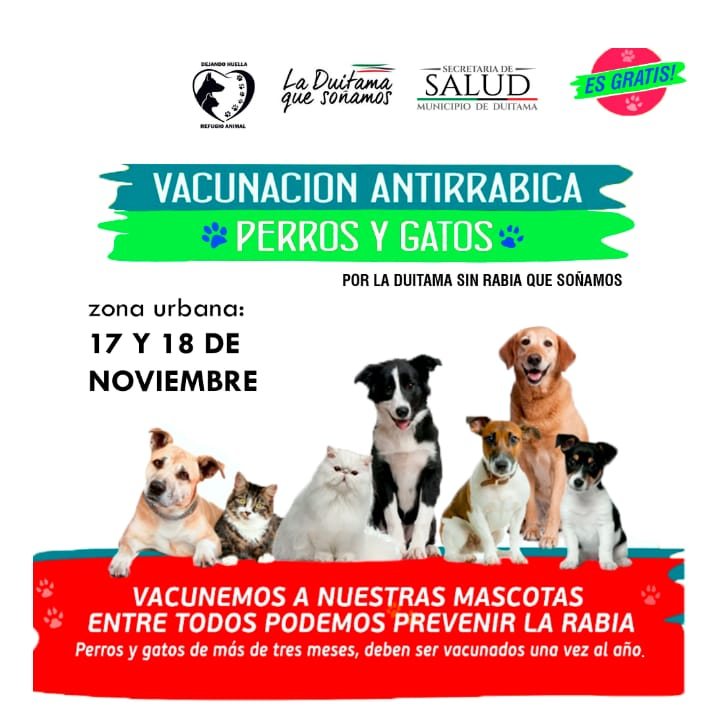 DEJANDO HUELLA
REFUGIO ANIMAL
La Duitama
que soñamos
SECRETARIA DE
SALUD
MUNICIPIO DE DUITAMA
ES GRATIS!
VACUNACION ANTIRRABICA
PERROS Y GATOS
POR LA DUITAMA SIN RABIA QUE SOÑAMOS
zona urbana:
17 Y 18 DE
NOVIEMBRE
VACUNEMOS A NUESTRAS MASCOTAS
ENTRE TODOS PODEMOS PREVENIR LA RABIA
Perros y gatos de más de tres meses, deben ser vacunados una vez al año.